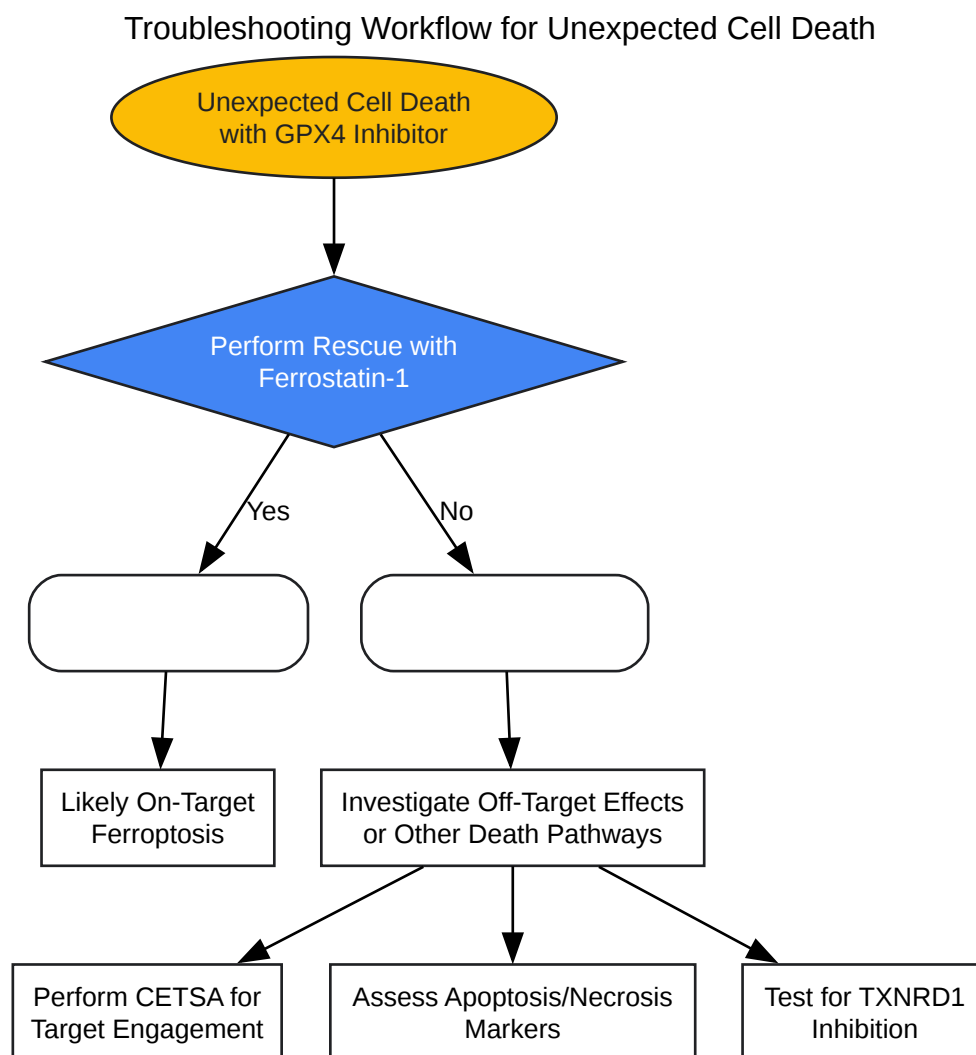 Troubleshooting Workflow for Unexpected Cell Death
Unexpected Cell Death
with GPX4 Inhibitor
Perform Rescue with
Ferrostatin-1
Yes
No
Likely On-Target
Ferroptosis
Investigate Off-Target Effects
or Other Death Pathways
Perform CETSA for
Target Engagement
Assess Apoptosis/Necrosis
Markers
Test for TXNRD1
Inhibition